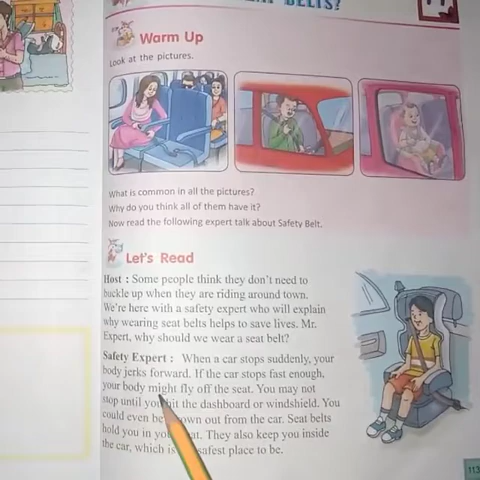 BELTS?
Warm Up
Look at the pictures.
What is common in all the pictures?
Why do you think all of them have it?
Now read the following expert talk about Safety Belt.
Let's Read
Host : Some people think they don't need to
buckle up when they are riding around town.
We're here with a safety expert who will explain
why wearing seat belts helps to save lives. Mr.
Expert, why should we wear a seat belt?
Safety Expert : When a car stops suddenly, your
body jerks forward. If the car stops fast enough,
your body might fly off the seat. You may not
stop until you hit the dashboard or windshield. You
could even be own out from the car. Seat belts
hold you in yo at. They also keep you inside
the car, which is safest place to be.
113